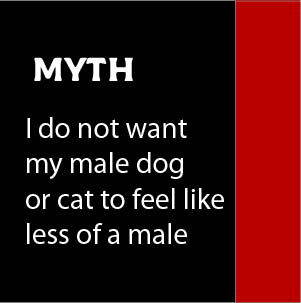 MYTH
I do not want
my male dog
or cat to feel like
less of a male